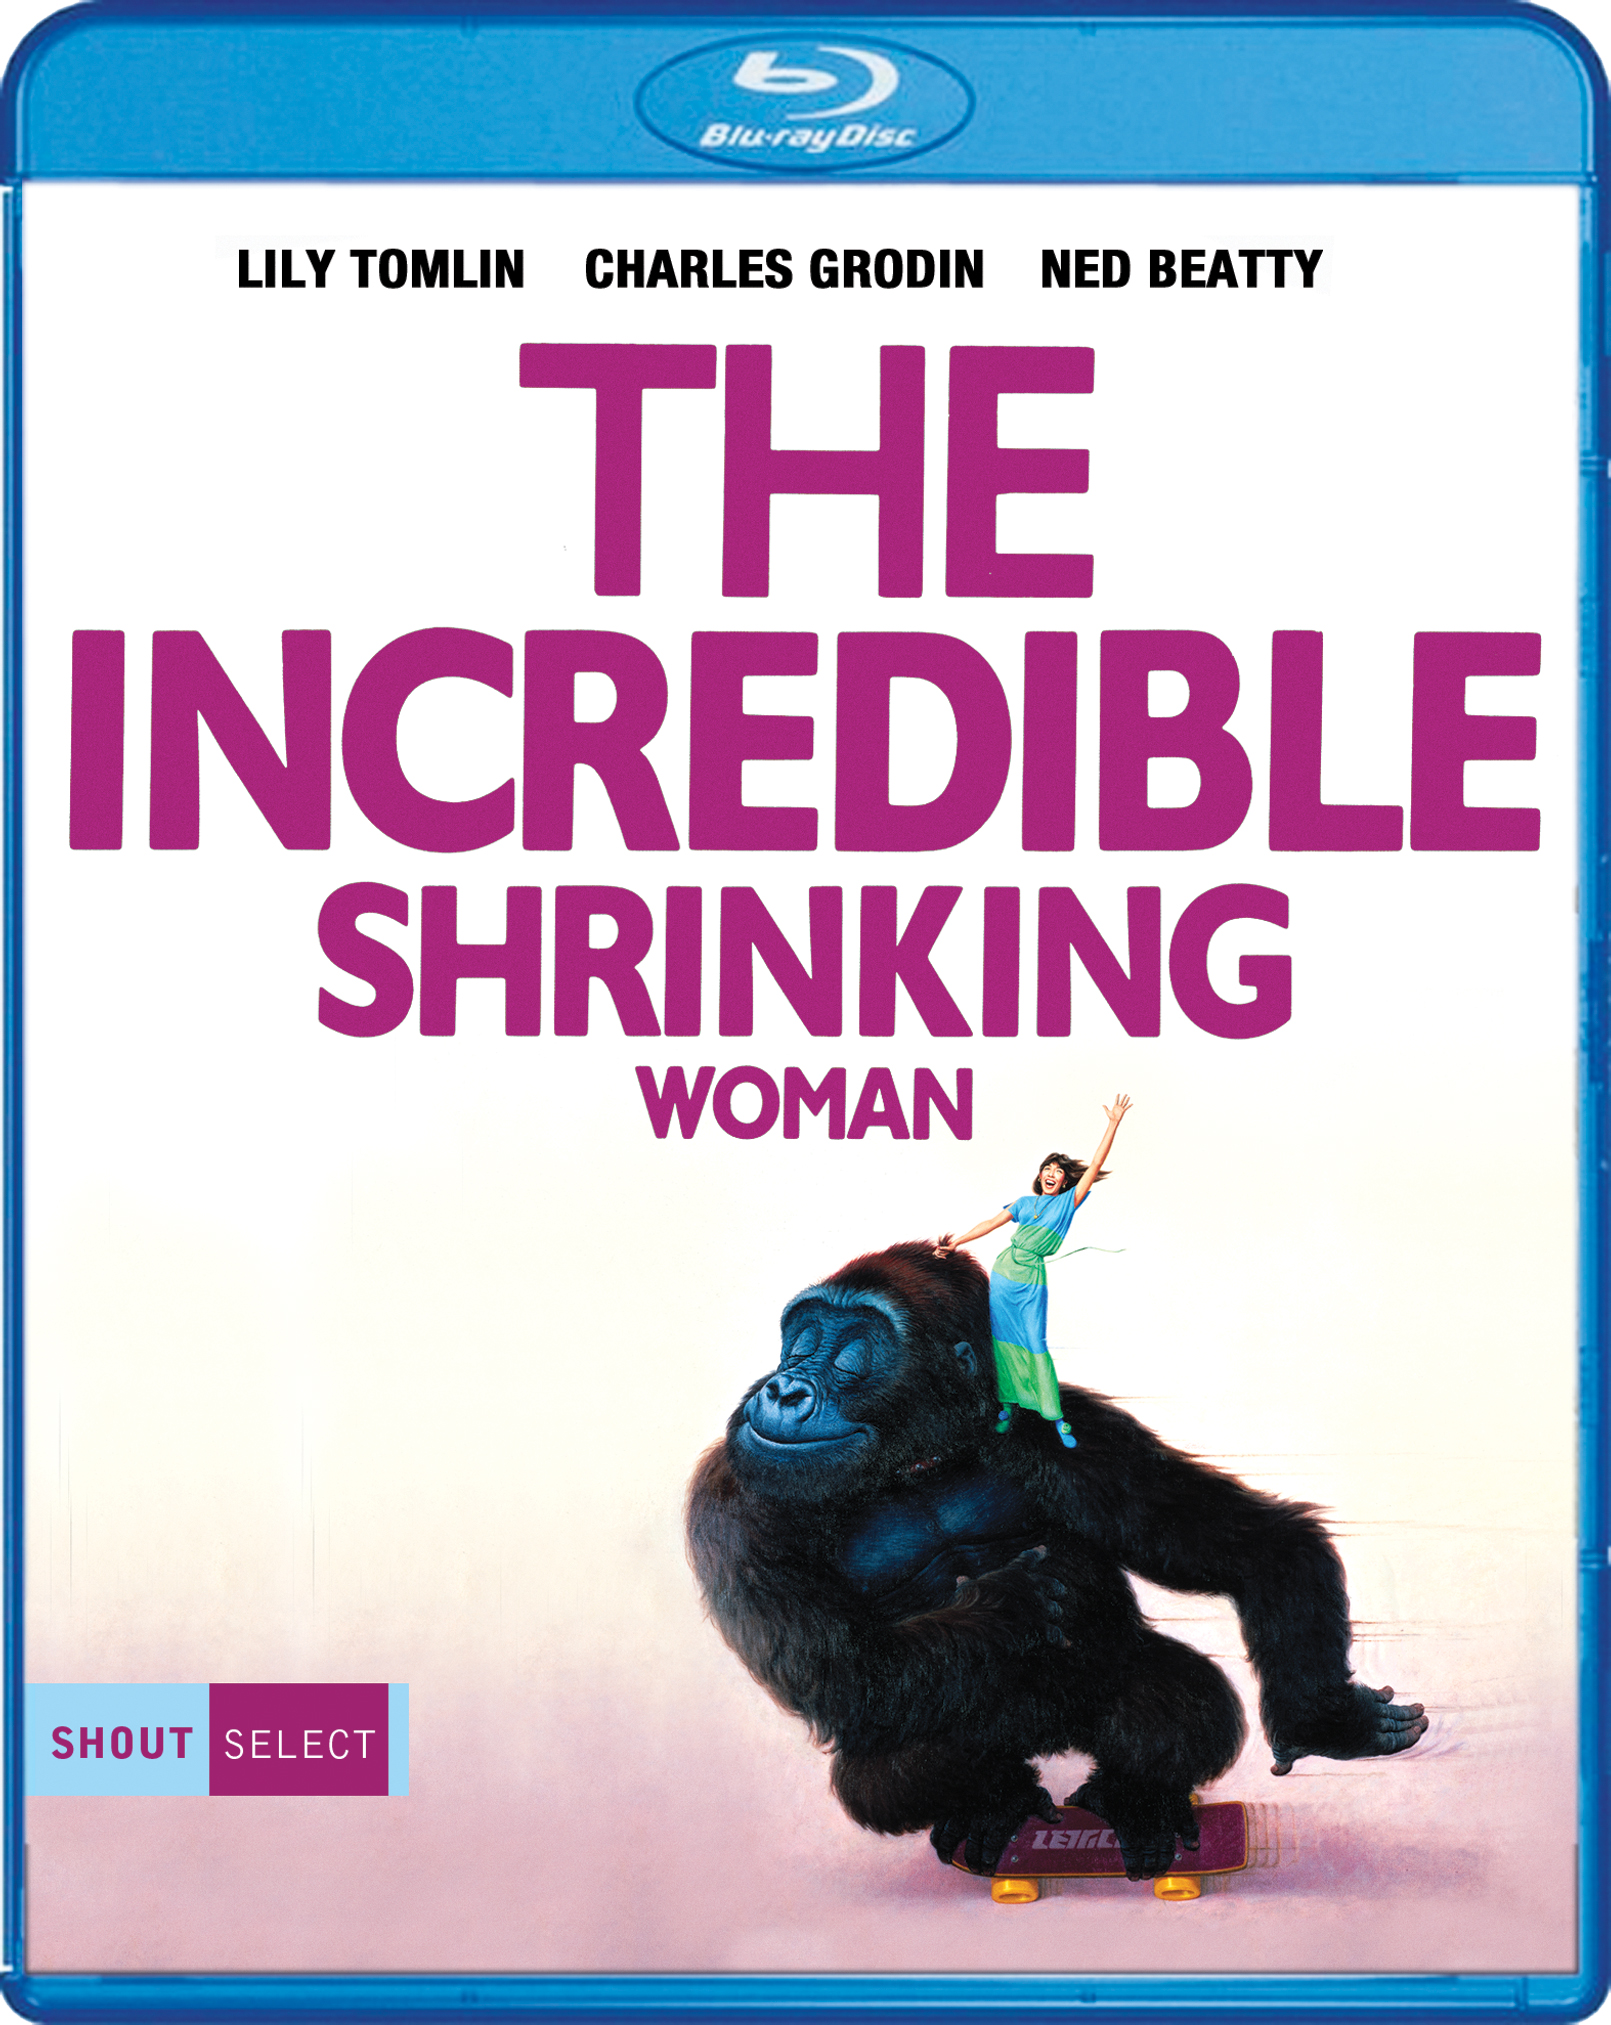 Blu-ray Disc
LILY TOMLIN CHARLES GRODIN NED BEATTY
THE
INCREDIBLE
SHRINKING
WOMAN
SHOUT SELECT